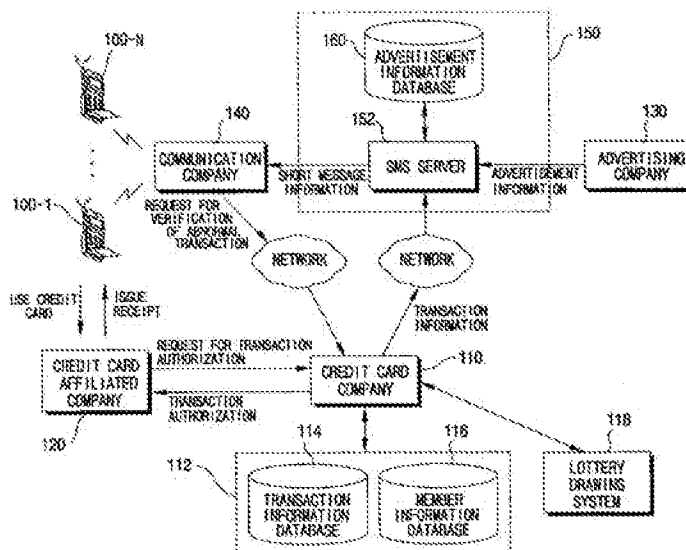 100-N
160
ADVERTISEMENT
INFORMATION
DATABASE
150
140
152
130
COMMUNICATION
COMPANY
SHORT MESSAGE
INFORMATION
SMS SERVER
ADVERTISEMENT
INFORMATION
ADVERTISING
COMPANY
100-1
REQUEST FOR
VERIFICATION
OF ABNORMAL
TRANSACTION
NETWORK
NETWORK
USE CREDIT
CARD
ISSUE
RECEIPT
TRANSACTION
INFORMATION
REQUEST FOR TRANSACTION
AUTHORIZATION
110
CREDIT CARD
AFFILIATED
COMPANY
CREDIT CARD
COMPANY
TRANSACTION
AUTHORIZATION
120
112
114
116
118
TRANSACTION
INFORMATION
DATABASE
MEMBER
INFORMATION
DATABASE
LOTTERY
DRAWING
SYSTEM